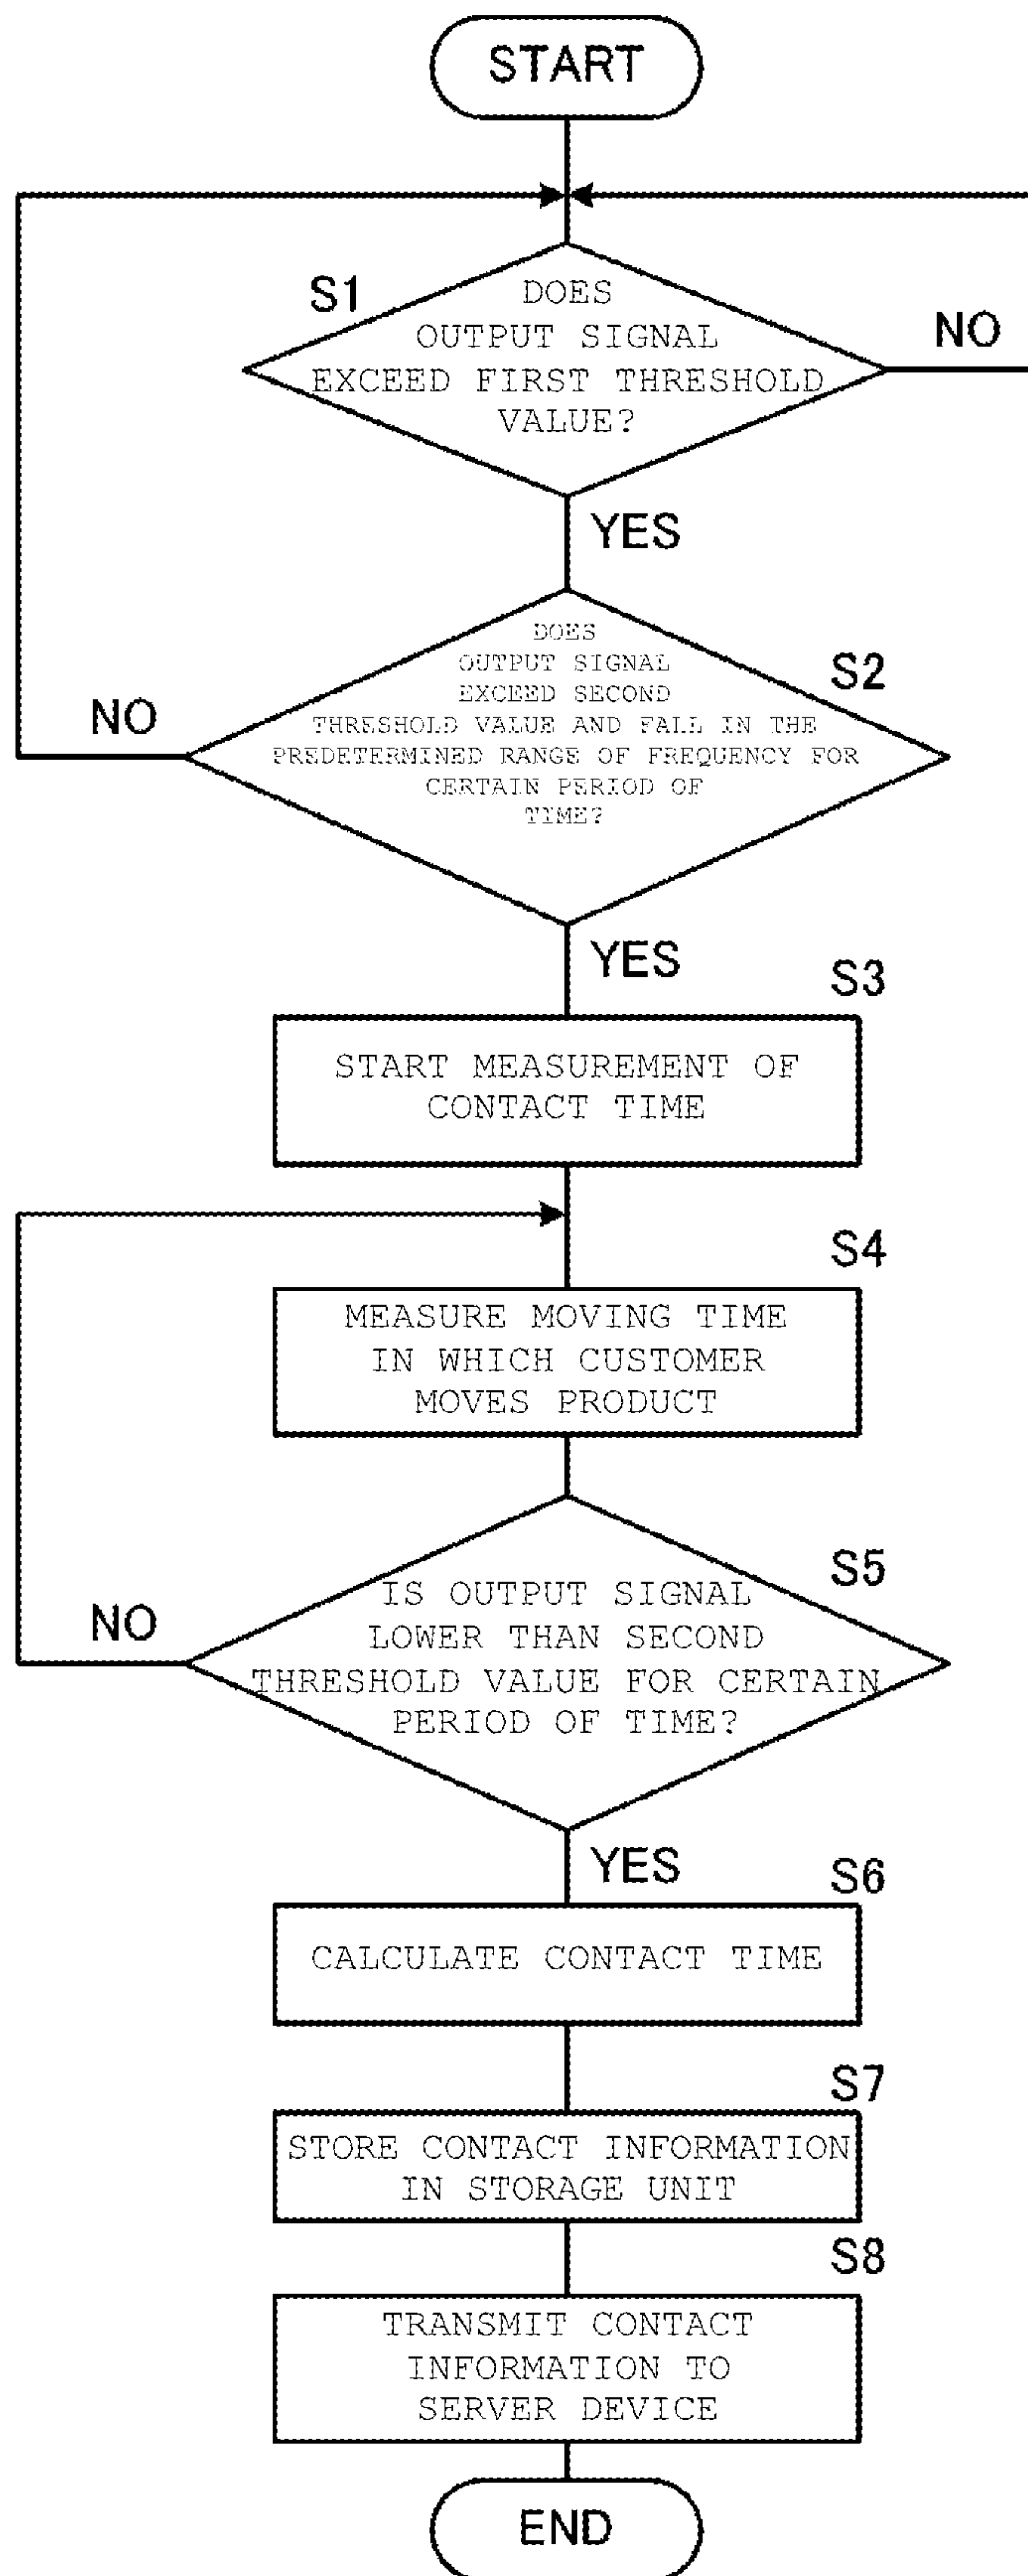 START
S1
DOES
OUTPUT SIGNAL
EXCEED FIRST THRESHOLD
VALUE?
NO
YES
DOES
OUTPUT SIGNAL
EXCEED SECOND
THRESHOLD VALUE AND FALL IN THE
PREDETERMINED RANGE OF FREQUENCY FOR
CERTAIN PERIOD OF
TIME?
S2
NO
YES
S3
START MEASUREMENT OF
CONTACT TIME
S4
MEASURE MOVING TIME
IN WHICH CUSTOMER
MOVES PRODUCT
S5
IS OUTPUT SIGNAL
LOWER THAN SECOND
THRESHOLD VALUE FOR CERTAIN
PERIOD OF TIME?
NO
YES
S6
CALCULATE CONTACT TIME
S7
STORE CONTACT INFORMATION
IN STORAGE UNIT
S8
TRANSMIT CONTACT
INFORMATION TO
SERVER DEVICE
END